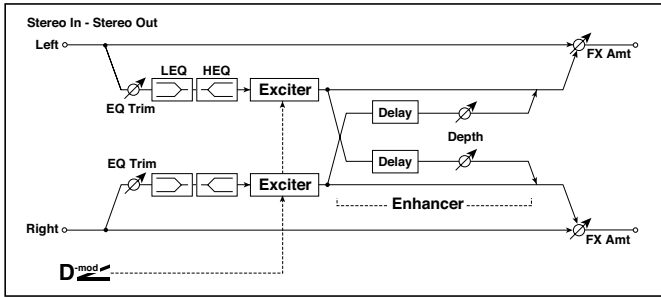 Stereo In - Stereo Out
Left
FX Amt
LEQ HEQ
EQ Trim
Exciter
Delay
Depth
EQ Trim
Delay
Exciter
Enhancer
Right
FX Amt
D-mod